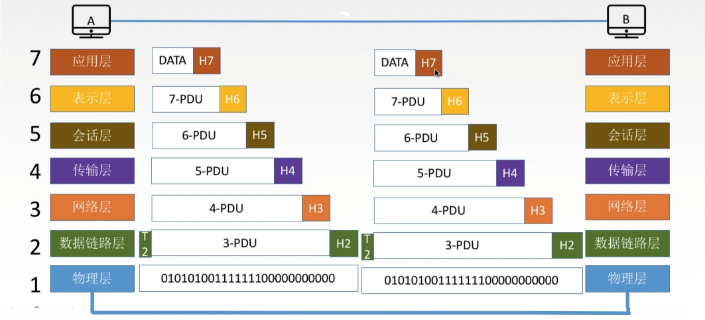 A B
7 应用层 DATA H7 DATA H7 应用层
6 表示层 7-PDU H6 7-PDU H6 表示层
5 会话层 6-PDU H5 6-PDU H5 会话层
4 传输层 5-PDU H4 5-PDU H4 传输层
3 网络层 4-PDU H3 4-PDU H3 网络层
2 数据链路层 T2 3-PDU H2 T2 3-PDU H2 数据链路层
1 物理层 0101010011111110000000000 0101010011111110000000000 物理层